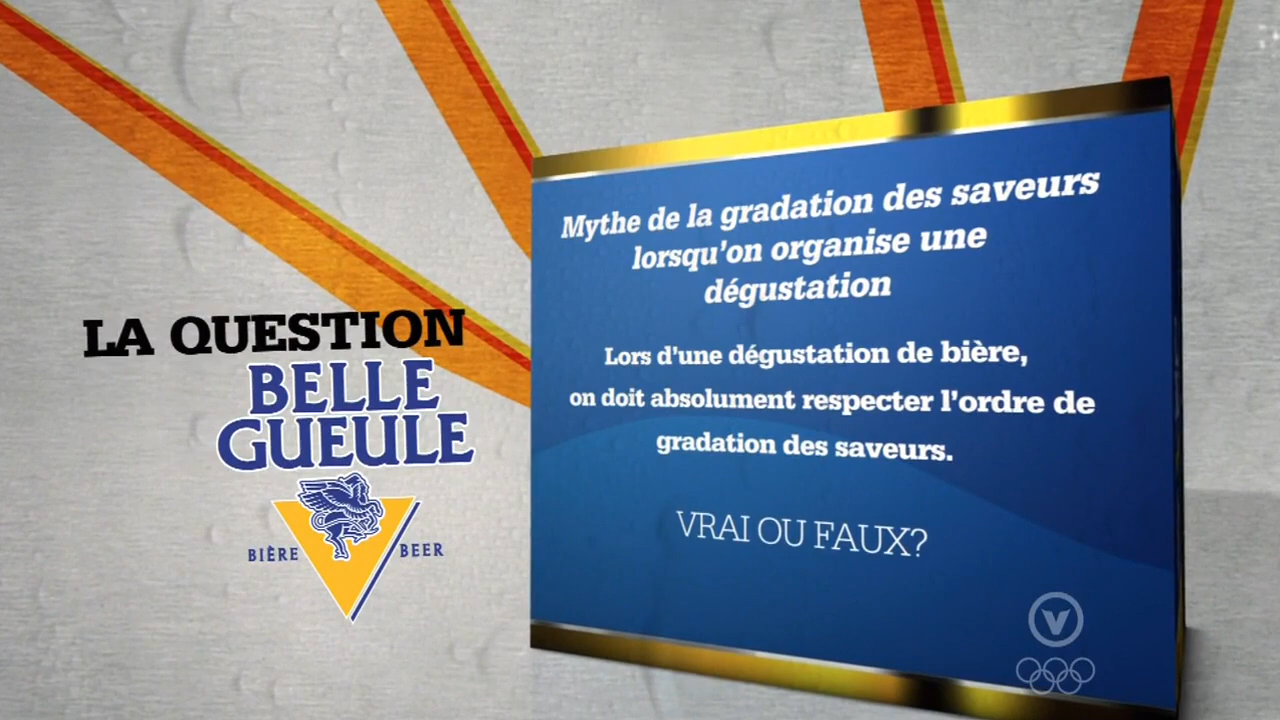 LA QUESTION
BELLE
GUEULE
BIÈRE BEER
Mythe de la gradation des saveurs
lorsqu'on organise une
dégustation
Lors d'une dégustation de bière,
on doit absolument respecter l'ordre de
gradation des saveurs.
VRAI OU FAUX?
V